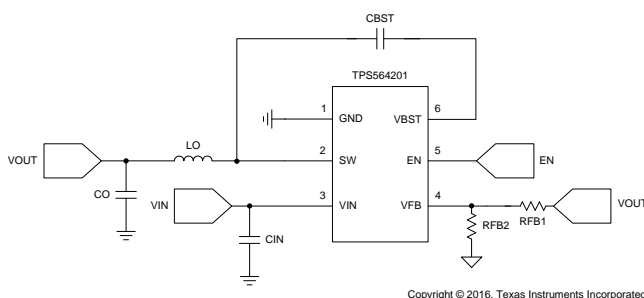 CBST
TPS564201
1 GND VBST 6
LO
VOUT 2 SW EN 5 EN
CO
VIN 3 VIN VFB 4 VOUT
RFB2 RFB1
CIN
Copyright © 2016, Texas Instruments Incorporated